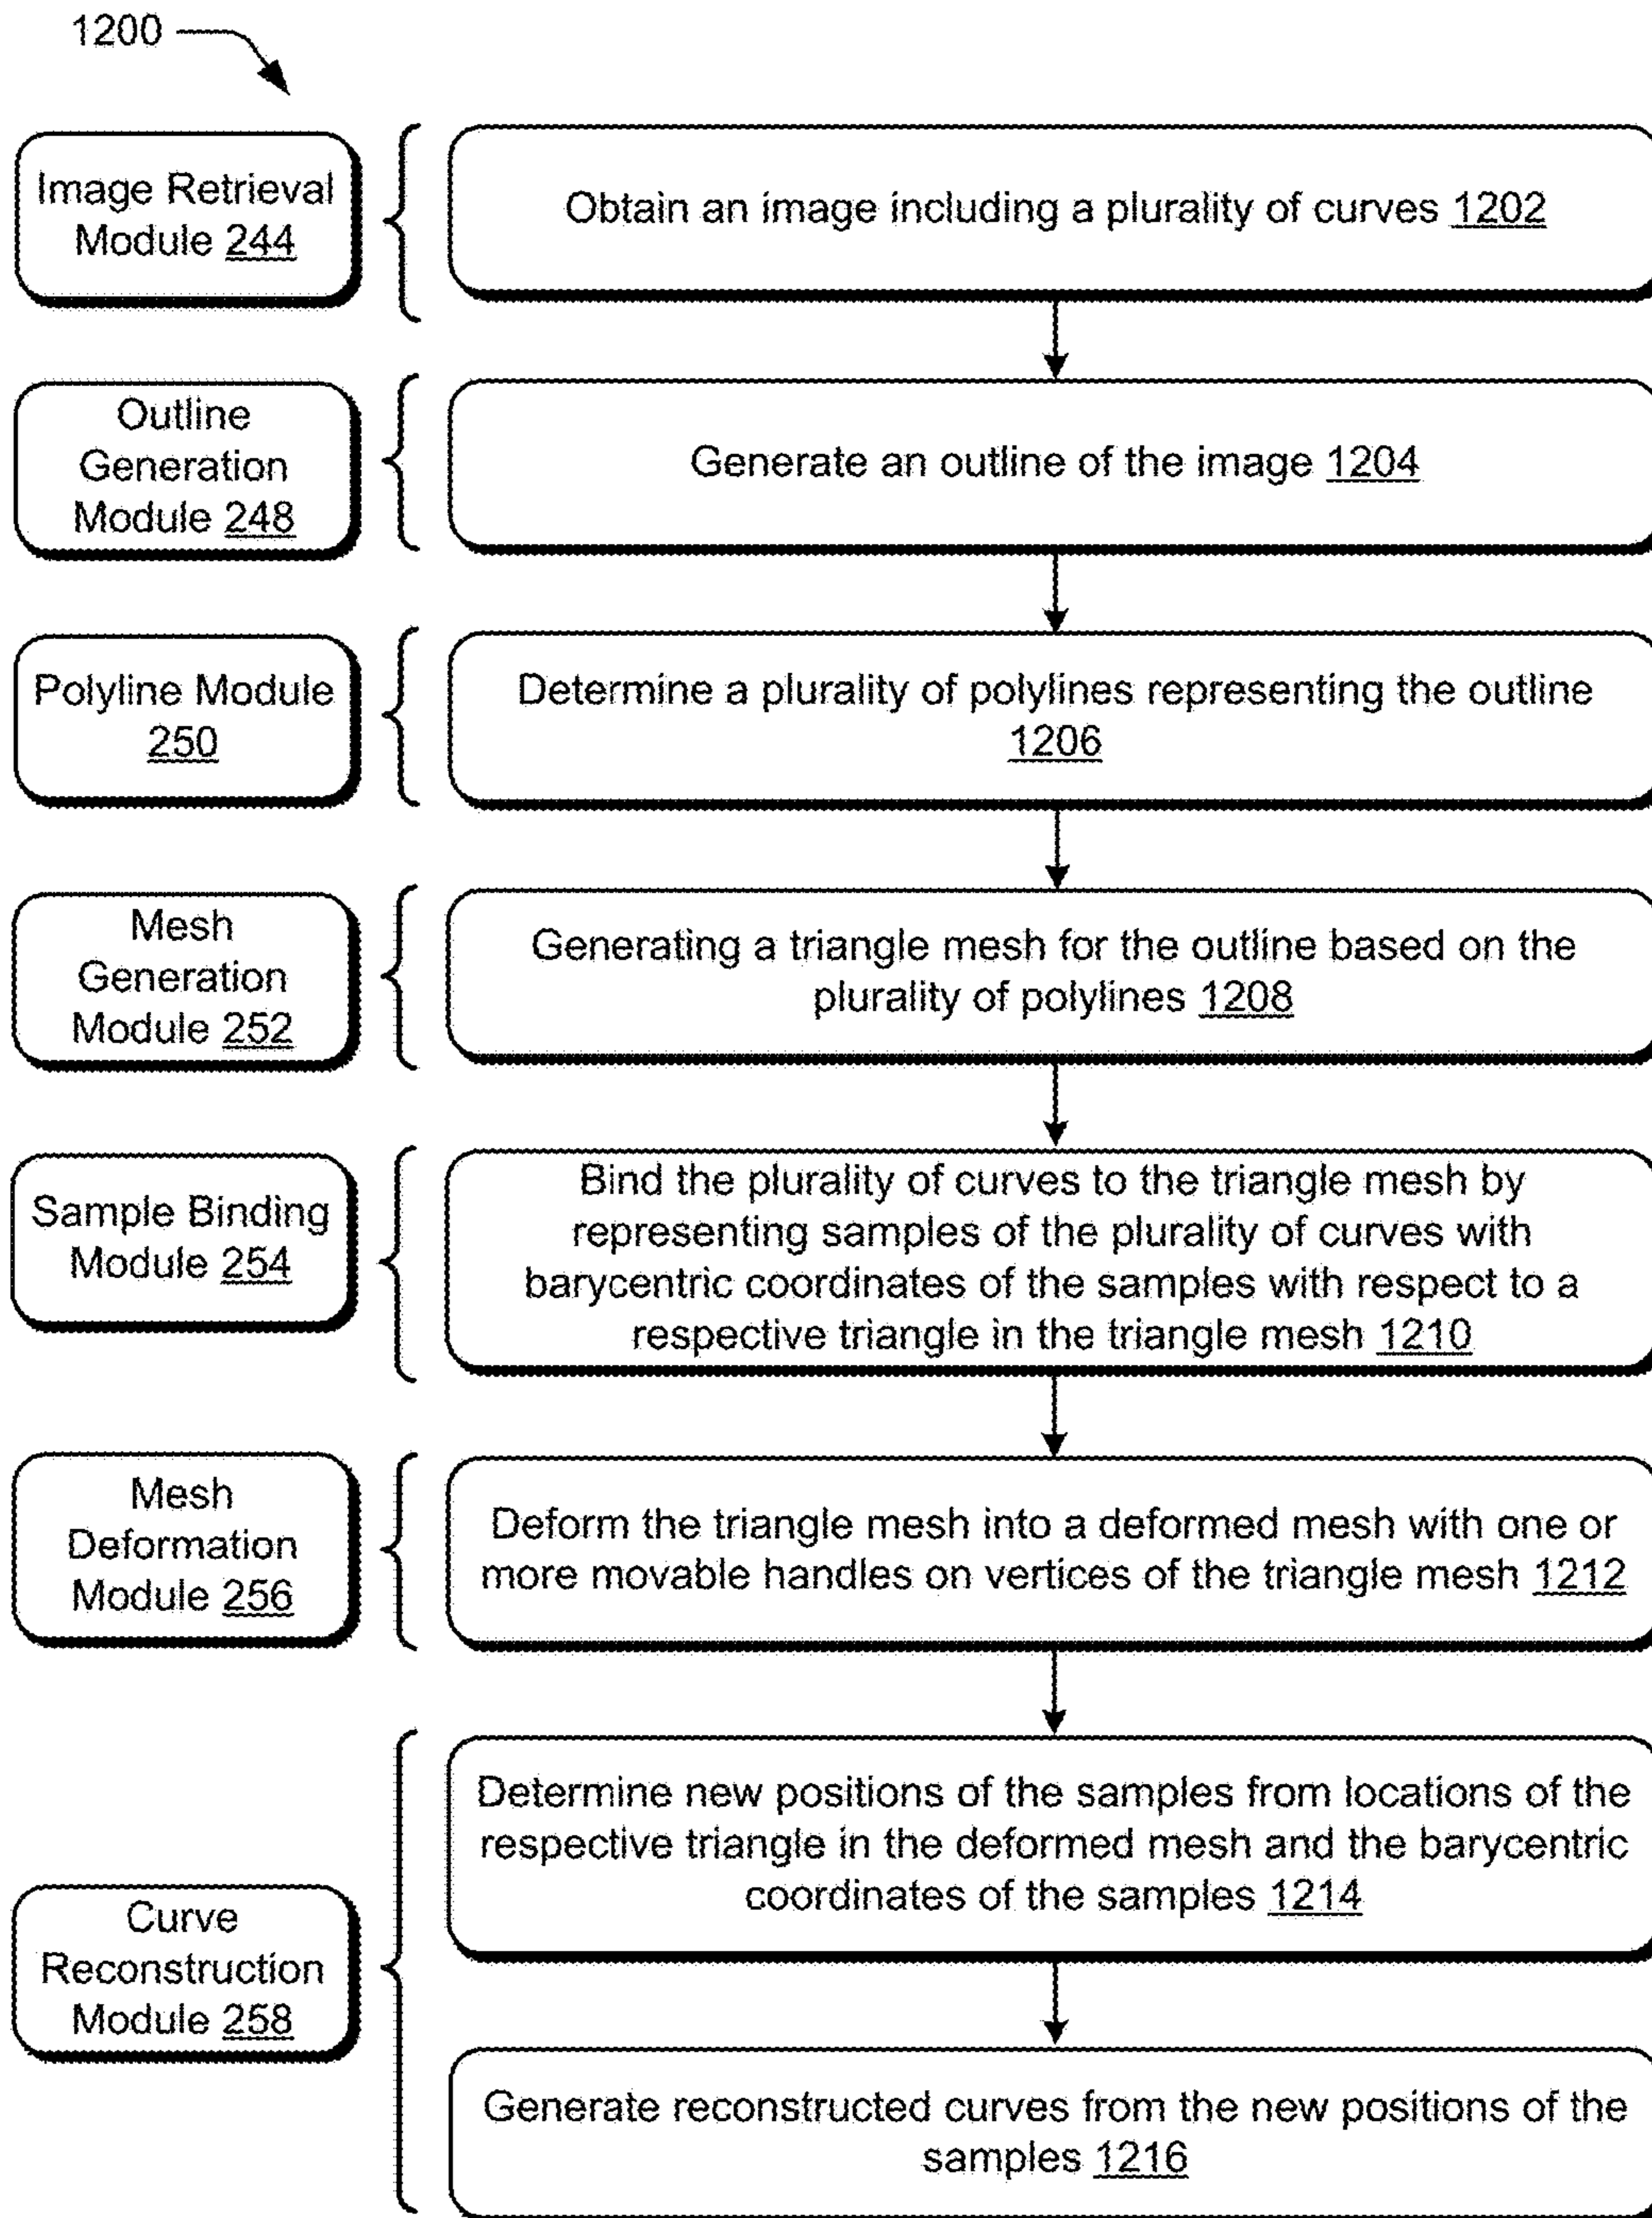 1200
Image Retrieval
Module 244
Obtain an image including a plurality of curves 1202
Outline
Generation
Module 248
Generate an outline of the image 1204
Polyline Module
250
Determine a plurality of polylines representing the outline
1206
Mesh
Generation
Module 252
Generating a triangle mesh for the outline based on the
plurality of polylines 1208
Sample Binding
Module 254
Bind the plurality of curves to the triangle mesh by
representing samples of the plurality of curves with
barycentric coordinates of the samples with respect to a
respective triangle in the triangle mesh 1210
Mesh
Deformation
Module 256
Deform the triangle mesh into a deformed mesh with one or
more movable handles on vertices of the triangle mesh 1212
Curve
Reconstruction
Module 258
Determine new positions of the samples from locations of the
respective triangle in the deformed mesh and the barycentric
coordinates of the samples 1214
Generate reconstructed curves from the new positions of the
samples 1216